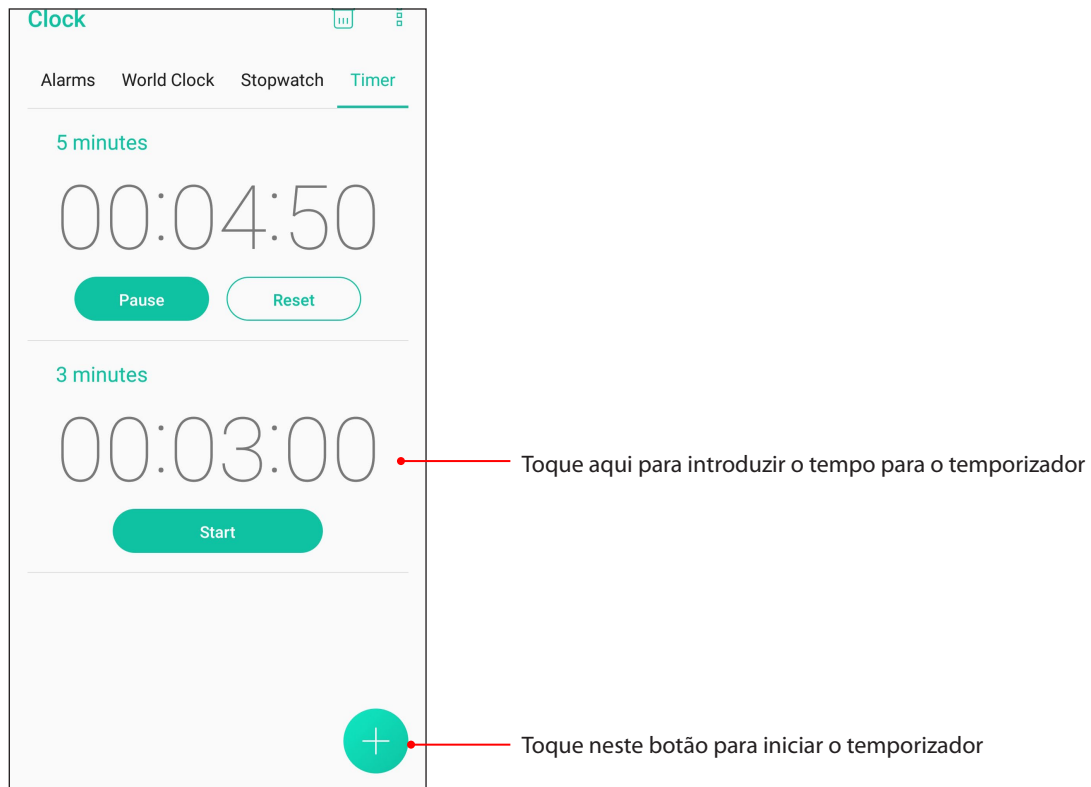 Clock
Alarms World Clock Stopwatch Timer
5 minutes
00:04:50
Pause Reset
3 minutes
00:03:00
Toque aqui para introduzir o tempo para o temporizador
Start
Toque neste botão para iniciar o temporizador